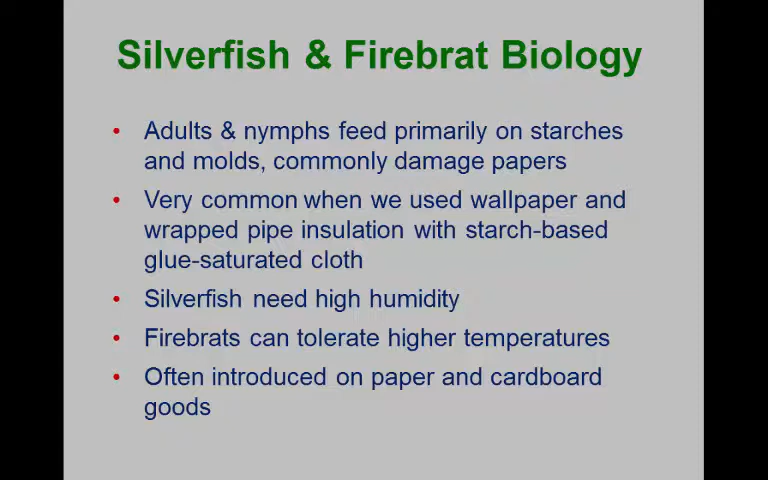 Silverfish & Firebrat Biology
• Adults & nymphs feed primarily on starches
and molds, commonly damage papers
• Very common when we used wallpaper and
wrapped pipe insulation with starch-based
glue-saturated cloth
• Silverfish need high humidity
• Firebrats can tolerate higher temperatures
• Often introduced on paper and cardboard
goods